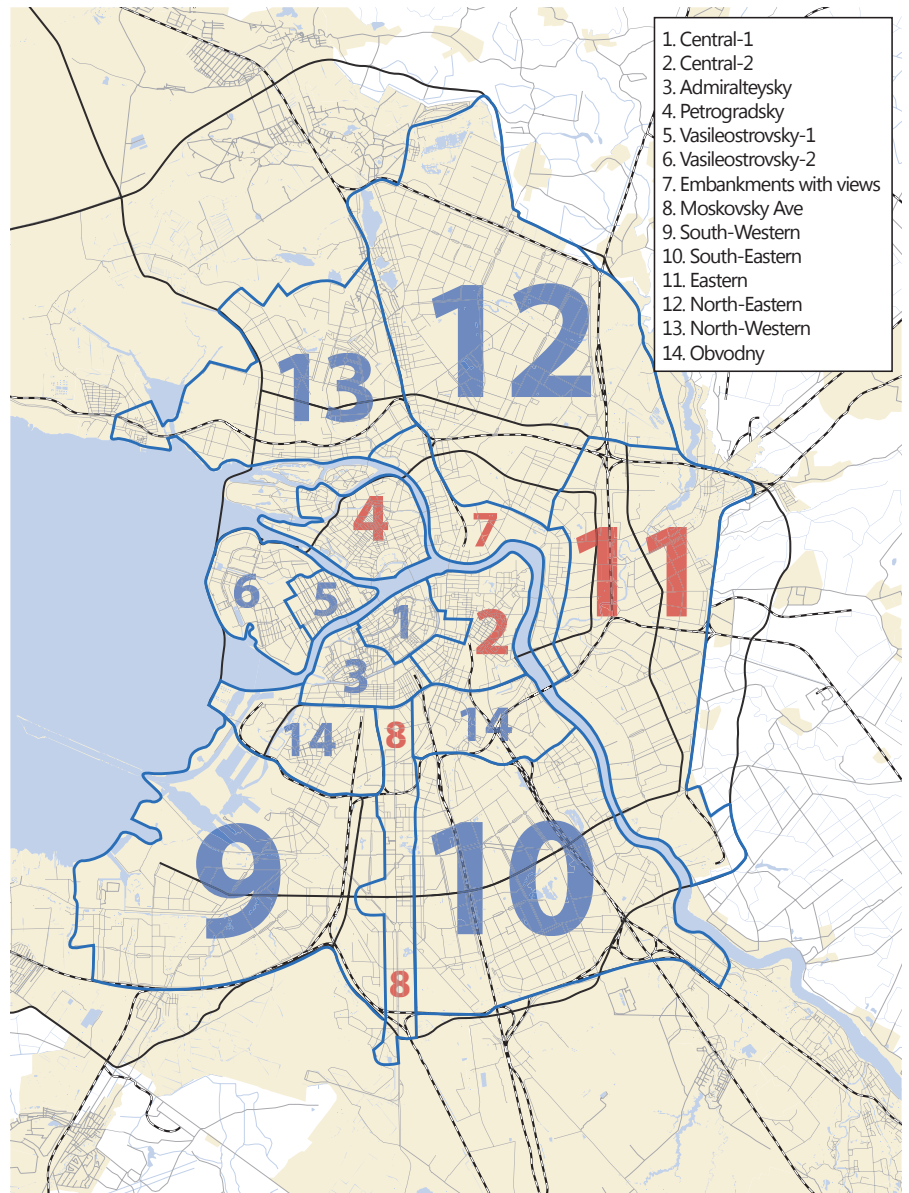 1. Central-1
2. Central-2
3. Admiralteysky
4. Petrogradsky
5. Vasileostrovsky-1
6. Vasileostrovsky-2
7. Embankments with views
8. Moskovsky Ave
9. South-Western
10. South-Eastern
11. Eastern
12. North-Eastern
13. North-Western
14. Obvodny
12
13
4
7
11
6
5
1
2
3
14
8
14
9
10
8